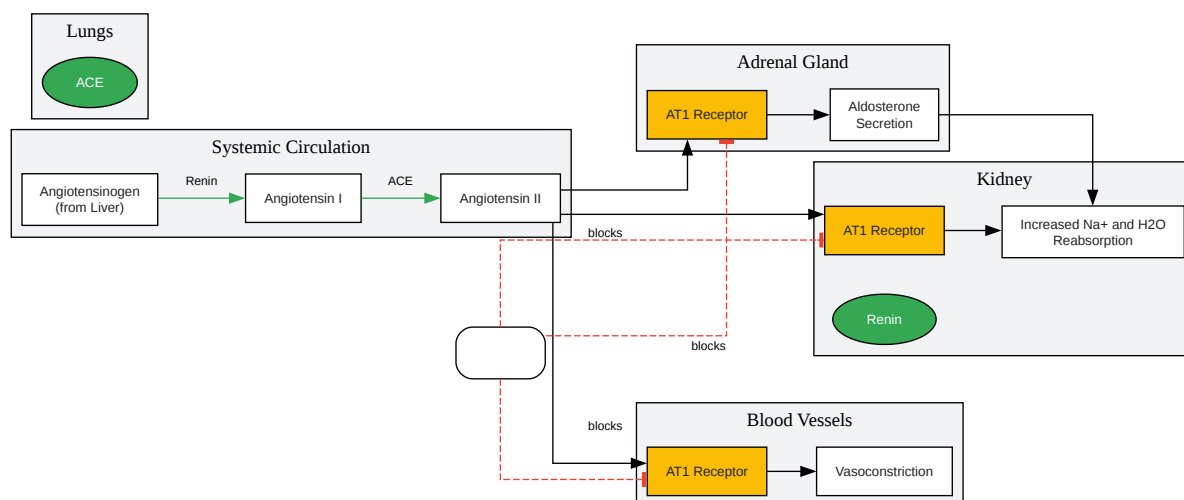 Lungs
ACE
Systemic Circulation
Angiotensinogen
(from Liver)
Renin
Angiotensin I
ACE
Angiotensin II
Adrenal Gland
AT1 Receptor
Aldosterone
Secretion
Kidney
AT1 Receptor
Increased Na+ and H2O
Reabsorption
Renin
blocks
blocks
blocks
Blood Vessels
AT1 Receptor
Vasoconstriction